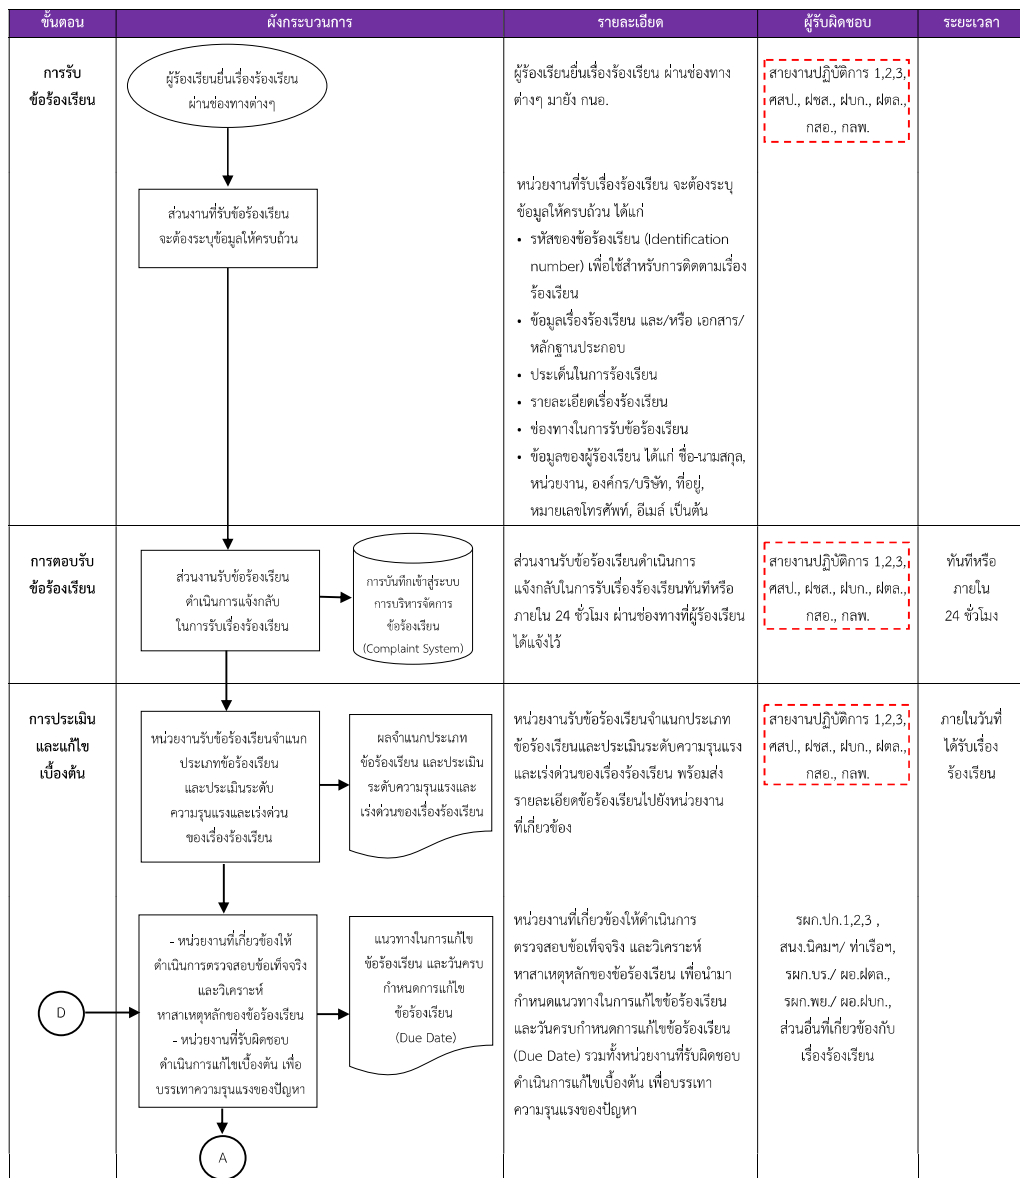 ขั้นตอน
ผังกระบวนการ
รายละเอียด
ผู้รับผิดชอบ
ระยะเวลา
การรับ
ข้อร้องเรียน
ผู้ร้องเรียนยื่นเรื่องร้องเรียน
ผ่านช่องทางต่างๆ
ผู้ร้องเรียนยื่นเรื่องร้องเรียน ผ่านช่องทาง
ต่างๆ มายัง กนอ.
สายงานปฏิบัติการ 1,2,3,
ศสป., ฝชส., ฝบก., ฝตล.,
กสอ., กลพ.
ส่วนงานที่รับข้อร้องเรียน
จะต้องระบุข้อมูลให้ครบถ้วน
หน่วยงานที่รับเรื่องร้องเรียน จะต้องระบุ
ข้อมูลให้ครบถ้วน ได้แก่
• รหัสของข้อร้องเรียน (Identification
number) เพื่อใช้สำหรับการติดตามเรื่อง
ร้องเรียน
• ข้อมูลเรื่องร้องเรียน และ/หรือ เอกสาร/
หลักฐานประกอบ
• ประเด็นในการร้องเรียน
• รายละเอียดเรื่องร้องเรียน
• ช่องทางในการรับข้อร้องเรียน
• ข้อมูลของผู้ร้องเรียน ได้แก่ ชื่อ-นามสกุล,
หน่วยงาน, องค์กร/บริษัท, ที่อยู่,
หมายเลขโทรศัพท์, อีเมล์ เป็นต้น
การตอบรับ
ข้อร้องเรียน
ส่วนงานรับข้อร้องเรียน
ดำเนินการแจ้งกลับ
ในการรับเรื่องร้องเรียน
การบันทึกเข้าสู่ระบบ
การบริหารจัดการ
ข้อร้องเรียน
(Complaint System)
ส่วนงานรับข้อร้องเรียนดำเนินการ
แจ้งกลับในการรับเรื่องร้องเรียนทันทีหรือ
ภายใน 24 ชั่วโมง ผ่านช่องทางที่ผู้ร้องเรียน
ได้แจ้งไว้
สายงานปฏิบัติการ 1,2,3,
ศสป., ฝชส., ฝบก., ฝตล.,
กสอ., กลพ.
ทันทีหรือ
ภายใน
24 ชั่วโมง
การประเมิน
และแก้ไข
เบื้องต้น
หน่วยงานรับข้อร้องเรียนจำแนก
ประเภทข้อร้องเรียน
และประเมินระดับ
ความรุนแรงและเร่งด่วน
ของเรื่องร้องเรียน
ผลจำแนกประเภท
ข้อร้องเรียน และประเมิน
ระดับความรุนแรงและ
เร่งด่วนของเรื่องร้องเรียน
หน่วยงานรับข้อร้องเรียนจำแนกประเภท
ข้อร้องเรียนและประเมินระดับความรุนแรง
และเร่งด่วนของเรื่องร้องเรียน พร้อมส่ง
รายละเอียดข้อร้องเรียนไปยังหน่วยงาน
ที่เกี่ยวข้อง
สายงานปฏิบัติการ 1,2,3,
ศสป., ฝชส., ฝบก., ฝตล.,
กสอ., กลพ.
ภายในวันที่
ได้รับเรื่อง
ร้องเรียน
D
- หน่วยงานที่เกี่ยวข้องให้
ดำเนินการตรวจสอบข้อเท็จจริง
และวิเคราะห์
หาสาเหตุหลักของข้อร้องเรียน
- หน่วยงานที่รับผิดชอบ
ดำเนินการแก้ไขเบื้องต้น เพื่อ
บรรเทาความรุนแรงของปัญหา
แนวทางในการแก้ไข
ข้อร้องเรียน และวันครบ
กำหนดการแก้ไข
ข้อร้องเรียน
(Due Date)
หน่วยงานที่เกี่ยวข้องให้ดำเนินการ
ตรวจสอบข้อเท็จจริง และวิเคราะห์
หาสาเหตุหลักของข้อร้องเรียน เพื่อนำมา
กำหนดแนวทางในการแก้ไขข้อร้องเรียน
และวันครบกำหนดการแก้ไขข้อร้องเรียน
(Due Date) รวมทั้งหน่วยงานที่รับผิดชอบ
ดำเนินการแก้ไขเบื้องต้น เพื่อบรรเทา
ความรุนแรงของปัญหา
รผก.ปก.1,2,3 ,
สนง.นิคมฯ/ ท่าเรือฯ,
รผก.บร./ ผอ.ฝตล.,
รผก.พย./ ผอ.ฝบก.,
ส่วนอื่นที่เกี่ยวข้องกับ
เรื่องร้องเรียน
A